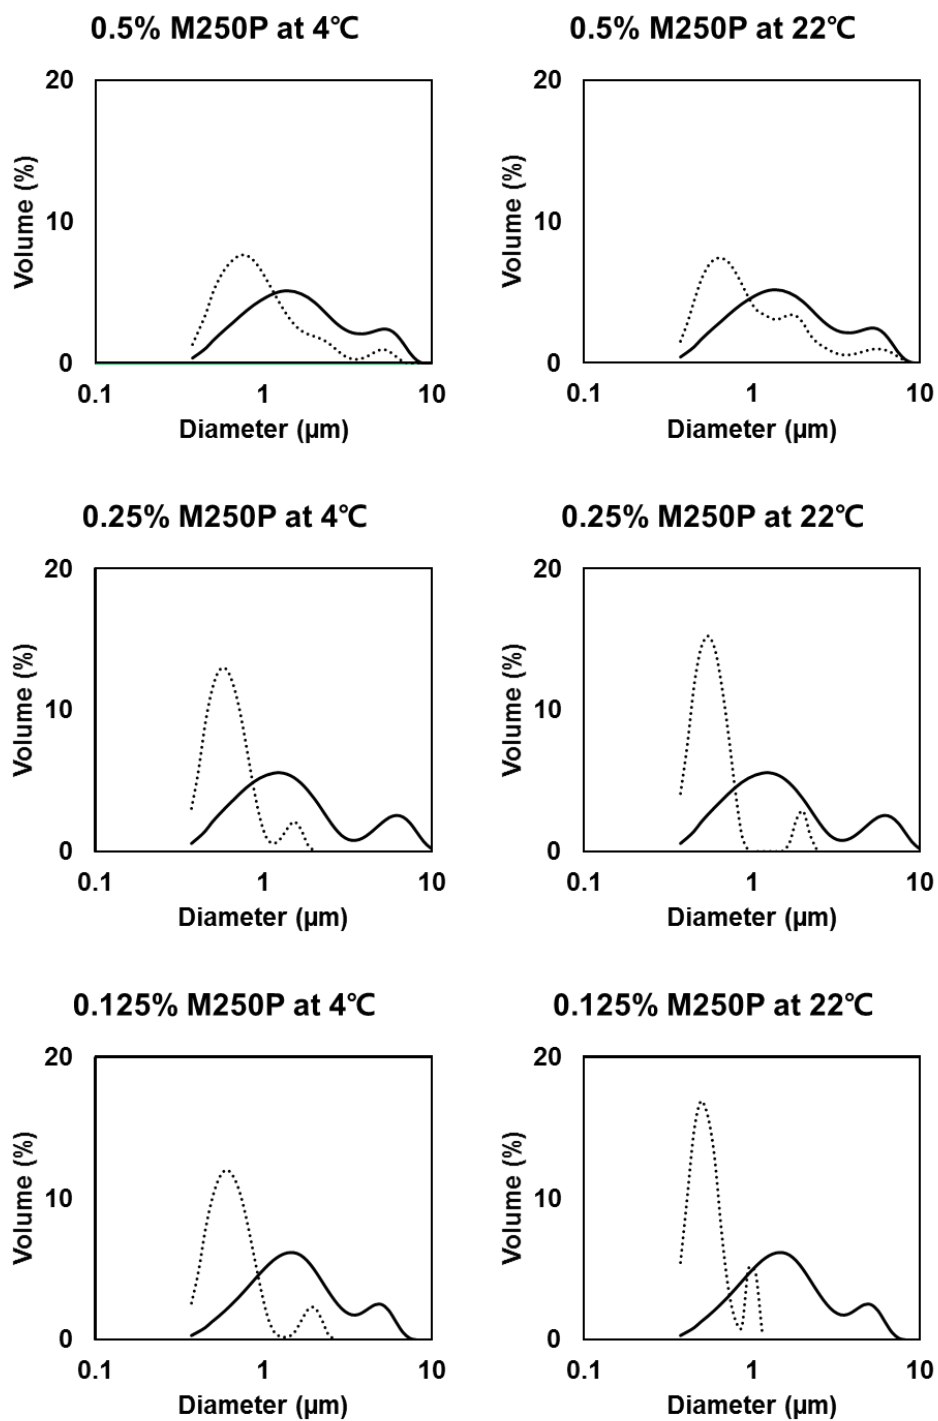 0.5% M250P at 4℃
20
10
0
Volume (%)
0.1
1
10
Diameter (µm)
0.5% M250P at 22℃
20
10
0
Volume (%)
0.1
1
10
Diameter (µm)
0.25% M250P at 4℃
20
10
0
Volume (%)
0.1
1
10
Diameter (µm)
0.25% M250P at 22℃
20
10
0
Volume (%)
0.1
1
10
Diameter (µm)
0.125% M250P at 4℃
20
10
0
Volume (%)
0.1
1
10
Diameter (µm)
0.125% M250P at 22℃
20
10
0
Volume (%)
0.1
1
10
Diameter (µm)